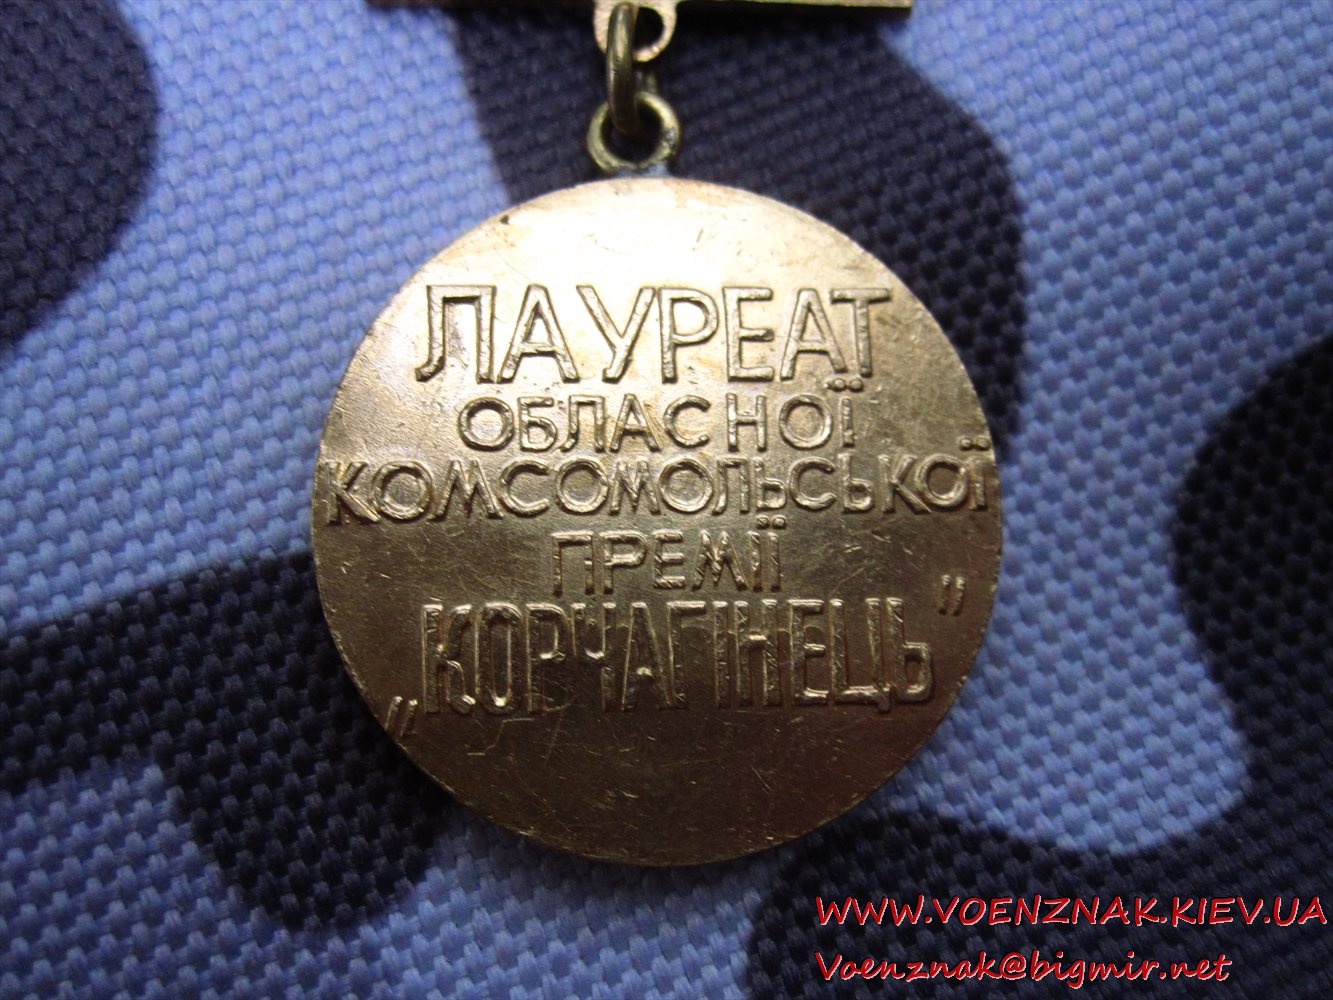 ЛАУРЕАТ
ОБЛАСНОЇ
КОМСОМОЛЬСЬКОЇ
ПРЕМІЇ
„КОРЧАГІНЕЦЬ"
WWW.VOENZNAK.KIEV.UA
Voenznak@bigmir.net